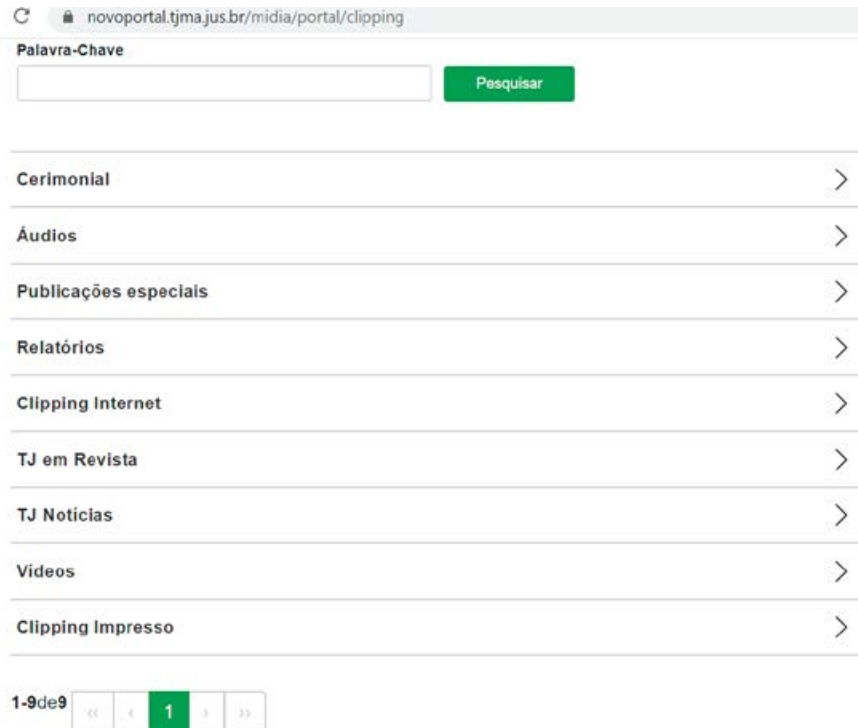 novoportal.tjma.jus.br/midia/portal/clipping
Palavra-Chave
Pesquisar
Cerimonial
Áudios
Publicações especiais
Relatórios
Clipping Internet
TJ em Revista
TJ Notícias
Vídeos
Clipping Impresso
1-9de9 ‹‹ ‹ 1 › ››